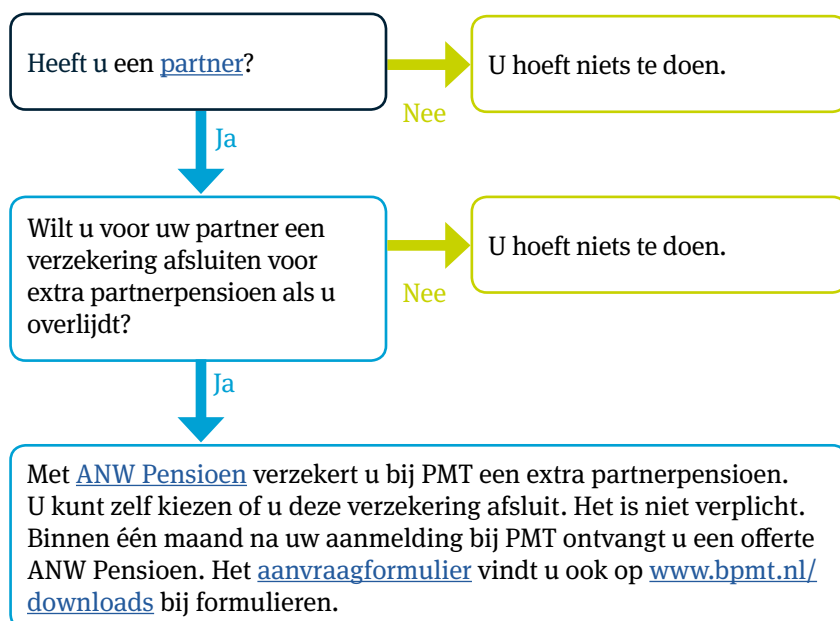 Heeft u een partner?
U hoeft niets te doen.
Nee
Ja
Wilt u voor uw partner een
verzekering afsluiten voor
extra partnerpensioen als u
overlijdt?
U hoeft niets te doen.
Nee
Ja
Met ANW Pensioen verzekert u bij PMT een extra partnerpensioen.
U kunt zelf kiezen of u deze verzekering afsluit. Het is niet verplicht.
Binnen één maand na uw aanmelding bij PMT ontvangt u een offerte
ANW Pensioen. Het aanvraagformulier vindt u ook op www.bpmt.nl/
downloads bij formulieren.